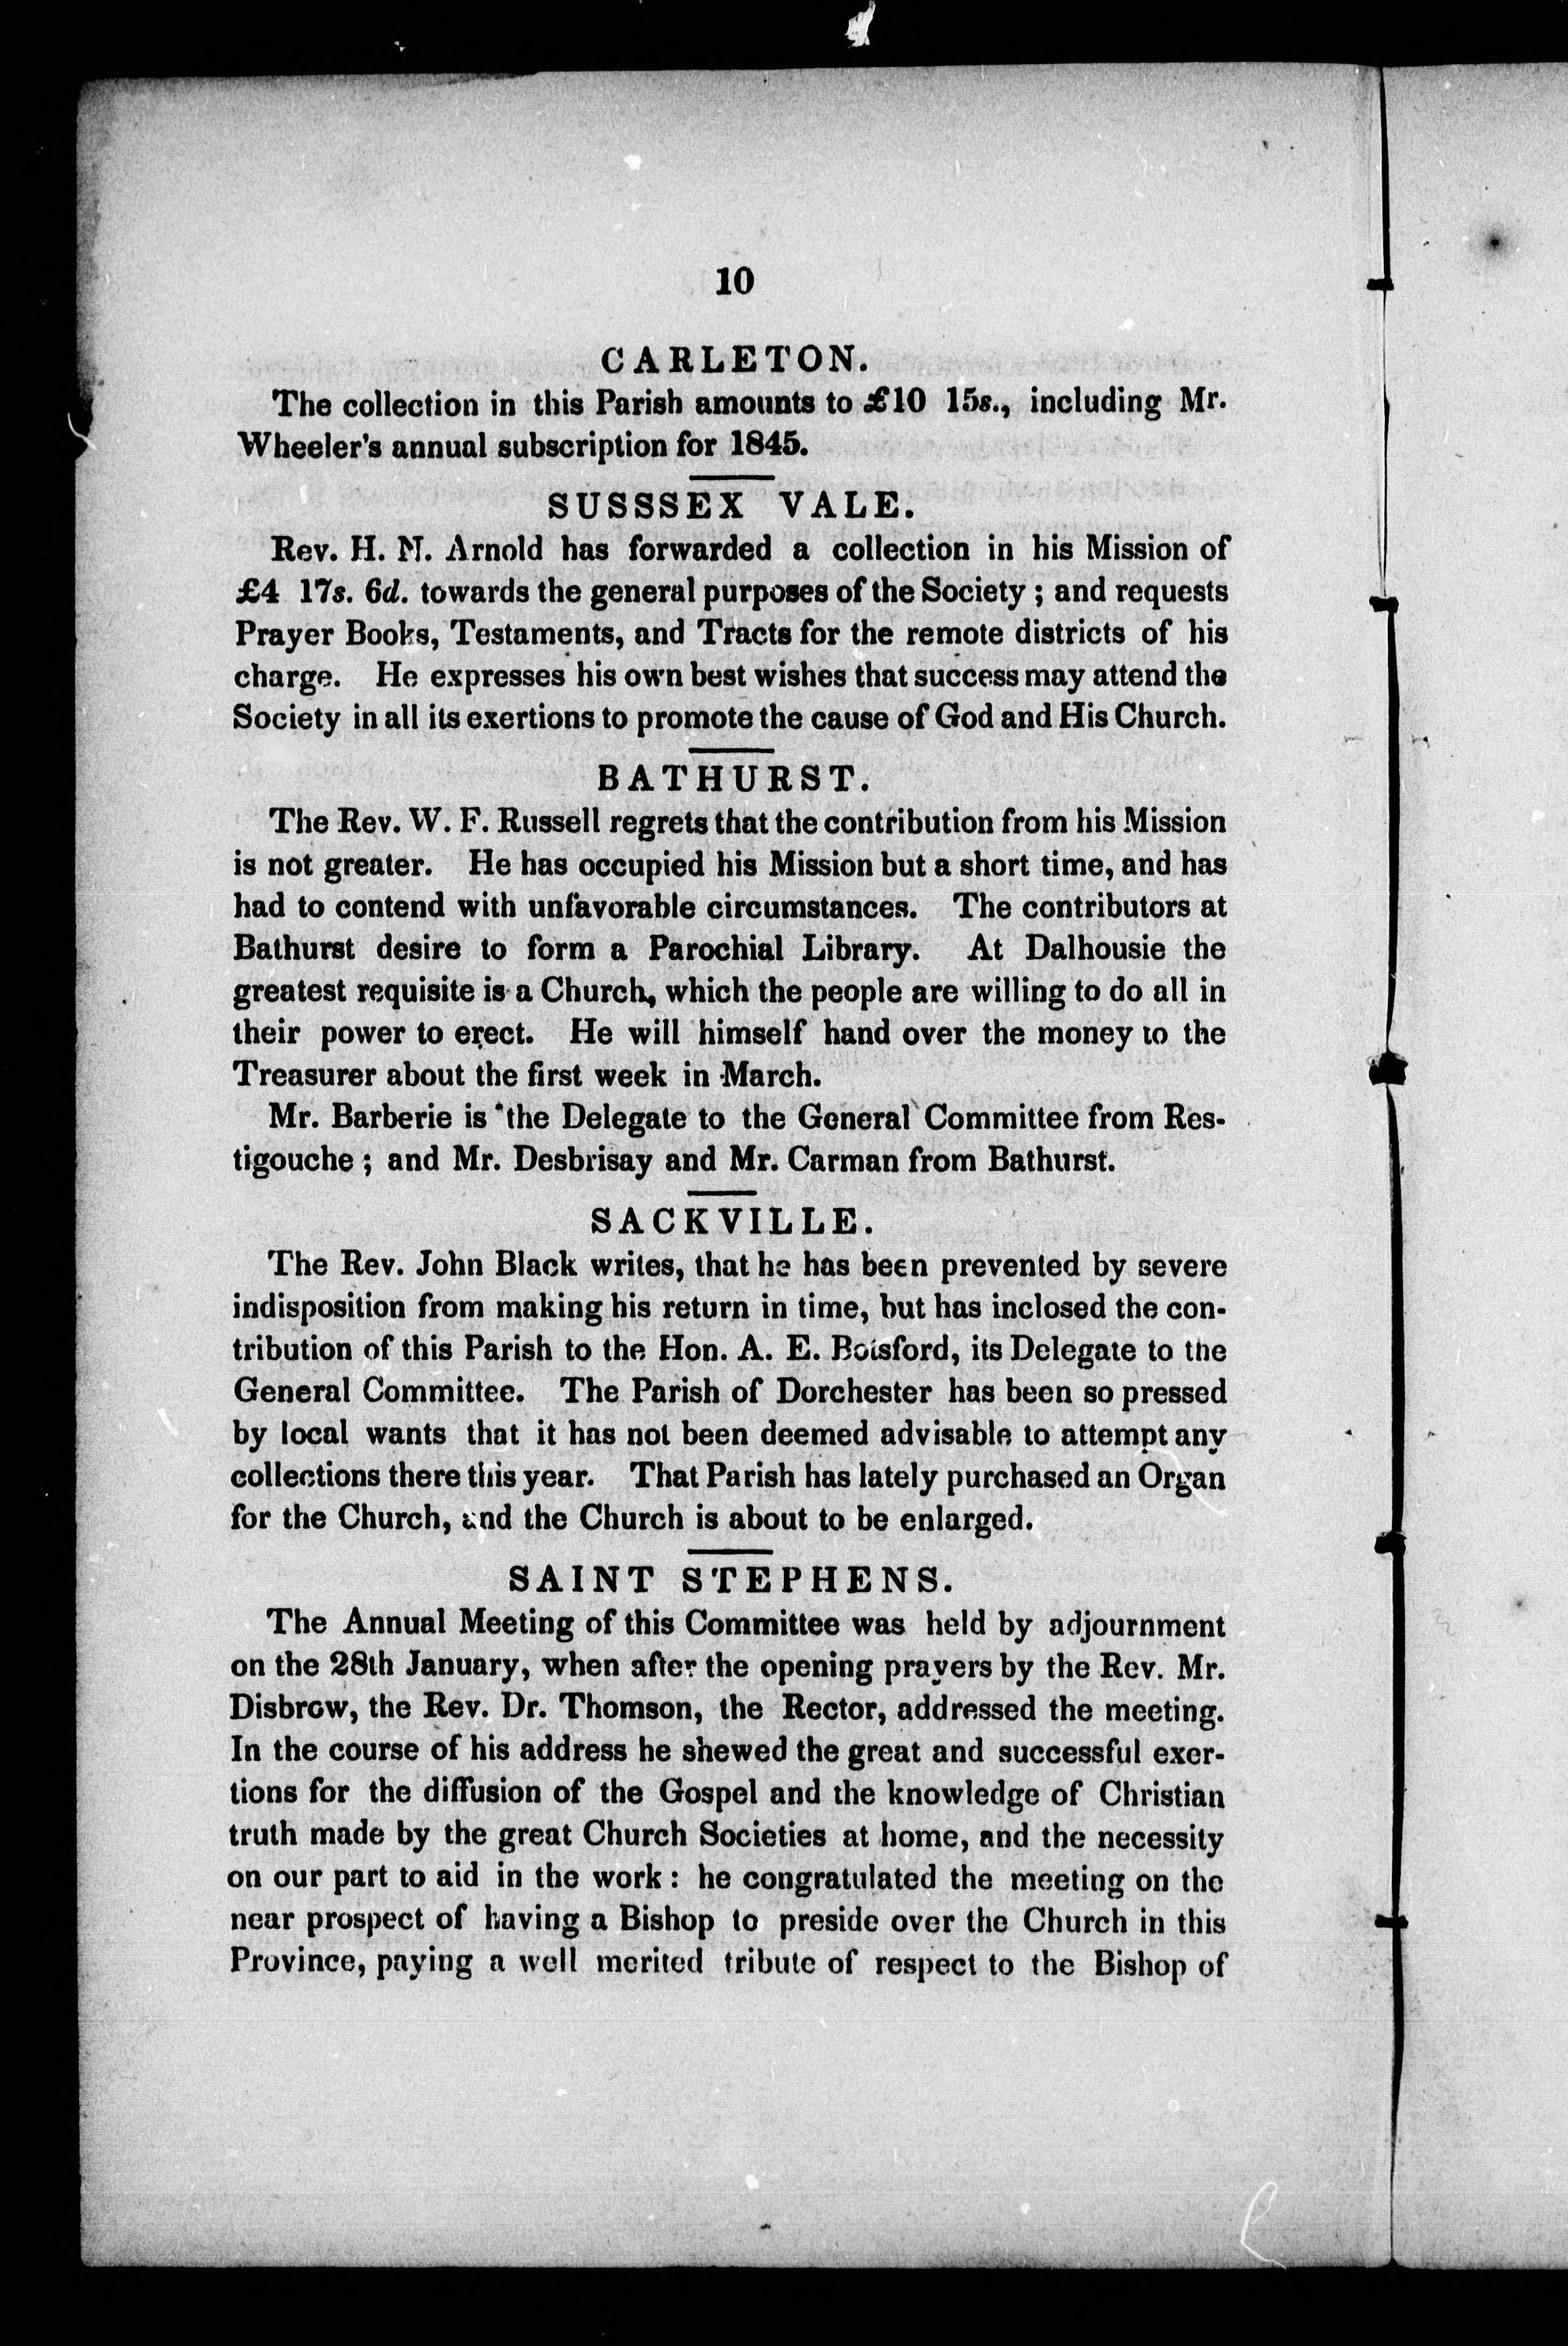 10
CARLETON.
The collection in this Parish amounts to £10 15s., including Mr.
Wheeler's annual subscription for 1845.
SUSSSEX VALE.
Rev. H. N. Arnold has forwarded a collection in his Mission of
£4 17s. 6d. towards the general purposes of the Society ; and requests
Prayer Books, Testaments, and Tracts for the remote districts of his
charge. He expresses his own best wishes that success may attend the
Society in all its exertions to promote the cause of God and His Church.
BATHURST.
The Rev. W. F. Russell regrets that the contribution from his Mission
is not greater. He has occupied his Mission but a short time, and has
had to contend with unfavorable circumstances. The contributors at
Bathurst desire to form a Parochial Library. At Dalhousie the
greatest requisite is a Church, which the people are willing to do all in
their power to erect. He will himself hand over the money to the
Treasurer about the first week in March.
Mr. Barberie is the Delegate to the General Committee from Res-
tigouche ; and Mr. Desbrisay and Mr. Carman from Bathurst.
SACKVILLE.
The Rev. John Black writes, that he has been prevented by severe
indisposition from making his return in time, but has inclosed the con-
tribution of this Parish to the Hon. A. E. Botsford, its Delegate to the
General Committee. The Parish of Dorchester has been so pressed
by local wants that it has not been deemed advisable to attempt any
collections there this year. That Parish has lately purchased an Organ
for the Church, and the Church is about to be enlarged.
SAINT STEPHENS.
The Annual Meeting of this Committee was held by adjournment
on the 28th January, when after the opening prayers by the Rev. Mr.
Disbrow, the Rev. Dr. Thomson, the Rector, addressed the meeting.
In the course of his address he shewed the great and successful exer-
tions for the diffusion of the Gospel and the knowledge of Christian
truth made by the great Church Societies at home, and the necessity
on our part to aid in the work : he congratulated the meeting on the
near prospect of having a Bishop to preside over the Church in this
Province, paying a well merited tribute of respect to the Bishop of